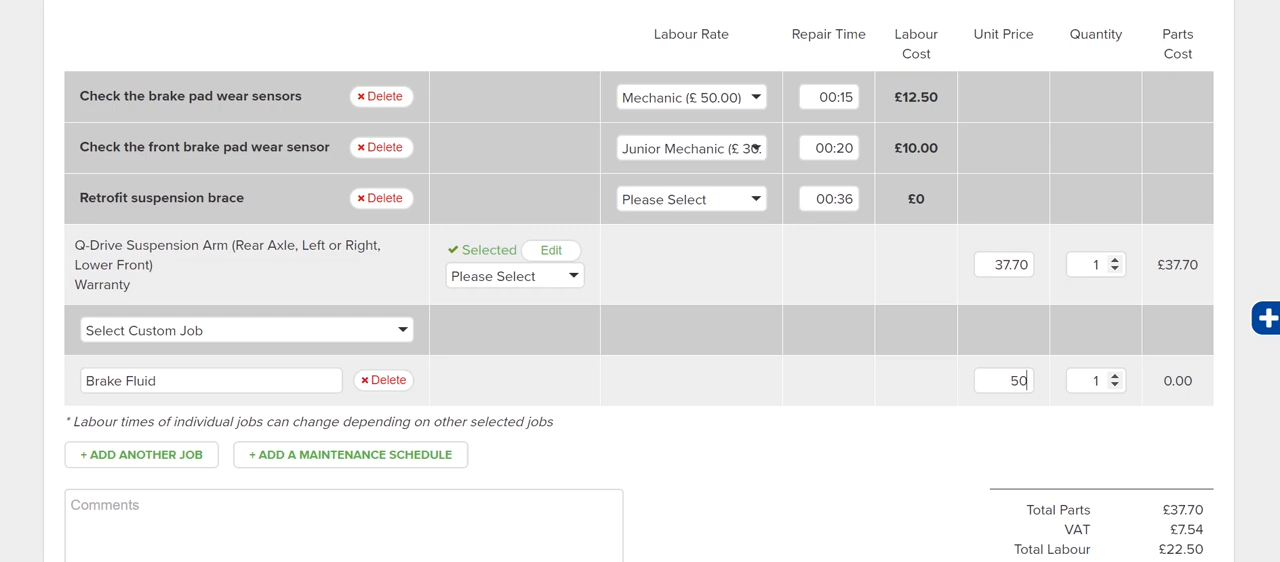 Labour Rate Repair Time Labour Cost Unit Price Quantity Parts Cost
Check the brake pad wear sensors Delete Mechanic (£ 50.00) 00:15 £12.50
Check the front brake pad wear sensor Delete Junior Mechanic (£ 30. 00:20 £10.00
Retrofit suspension brace Delete Please Select 00:36 £0
Q-Drive Suspension Arm (Rear Axle, Left or Right,
Lower Front)
Warranty
Selected Edit
Please Select
37.70 1 £37.70
Select Custom Job
Brake Fluid Delete 50 1 0.00
* Labour times of individual jobs can change depending on other selected jobs
+ ADD ANOTHER JOB + ADD A MAINTENANCE SCHEDULE
Comments
Total Parts £37.70
VAT £7.54
Total Labour £22.50